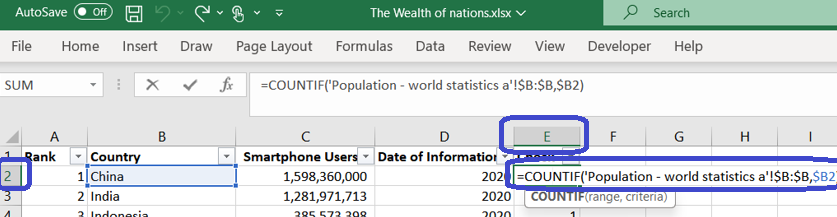 AutoSave Off The Wealth of nations.xlsx Search
File Home Insert Draw Page Layout Formulas Data Review View Developer Help
SUM fx =COUNTIF('Population - world statistics a'!$B:$B,$B2)
A B C D E F G H I
1 Rank Country Smartphone Users Date of Information
2 1 China 1,598,360,000 2020 =COUNTIF('Population - world statistics a'!$B:$B,$B2)
3 2 India 1,281,971,713 2020 COUNTIF(range, criteria)
4 3 Indonesia 385,573,398 2020 1